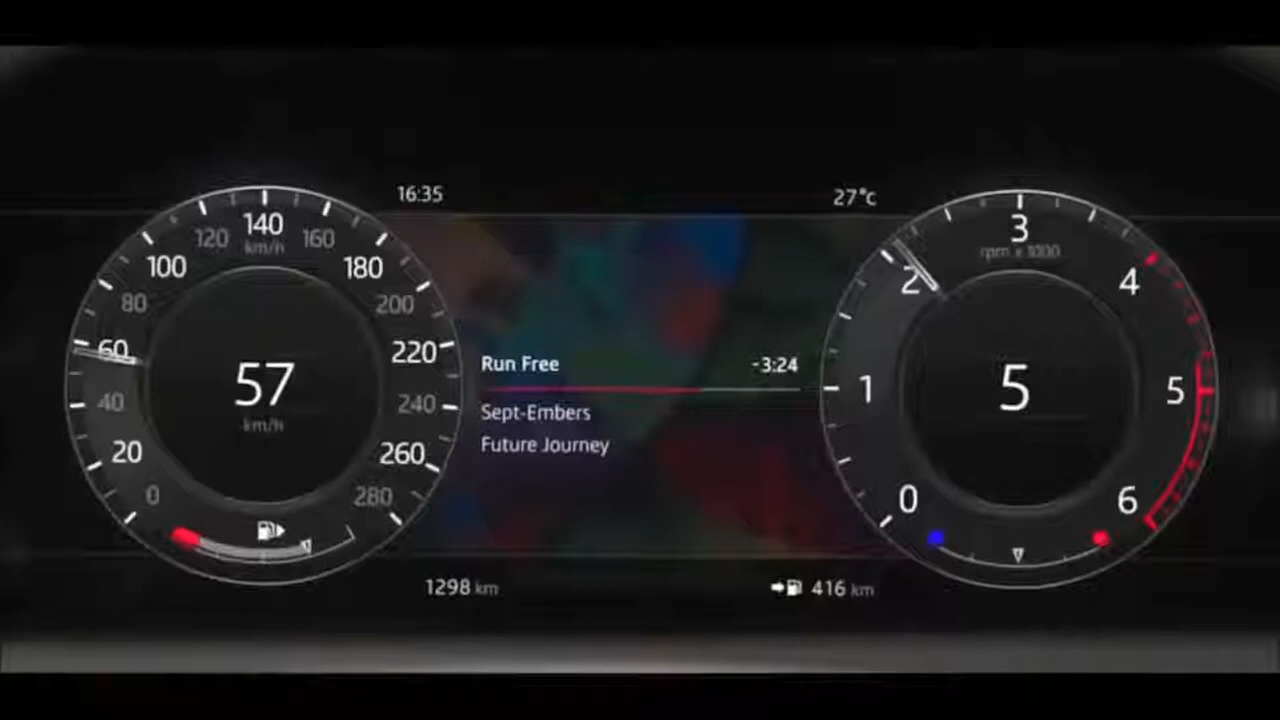 16:35
27°C
140
km/h
120
160
100
180
80
200
60
220
40
240
20
260
0
280
57
km/h
Run Free
-3:24
Sept-Embers
Future Journey
3
rpm x 1000
2
4
1
5
0
6
5
1298 km
416 km